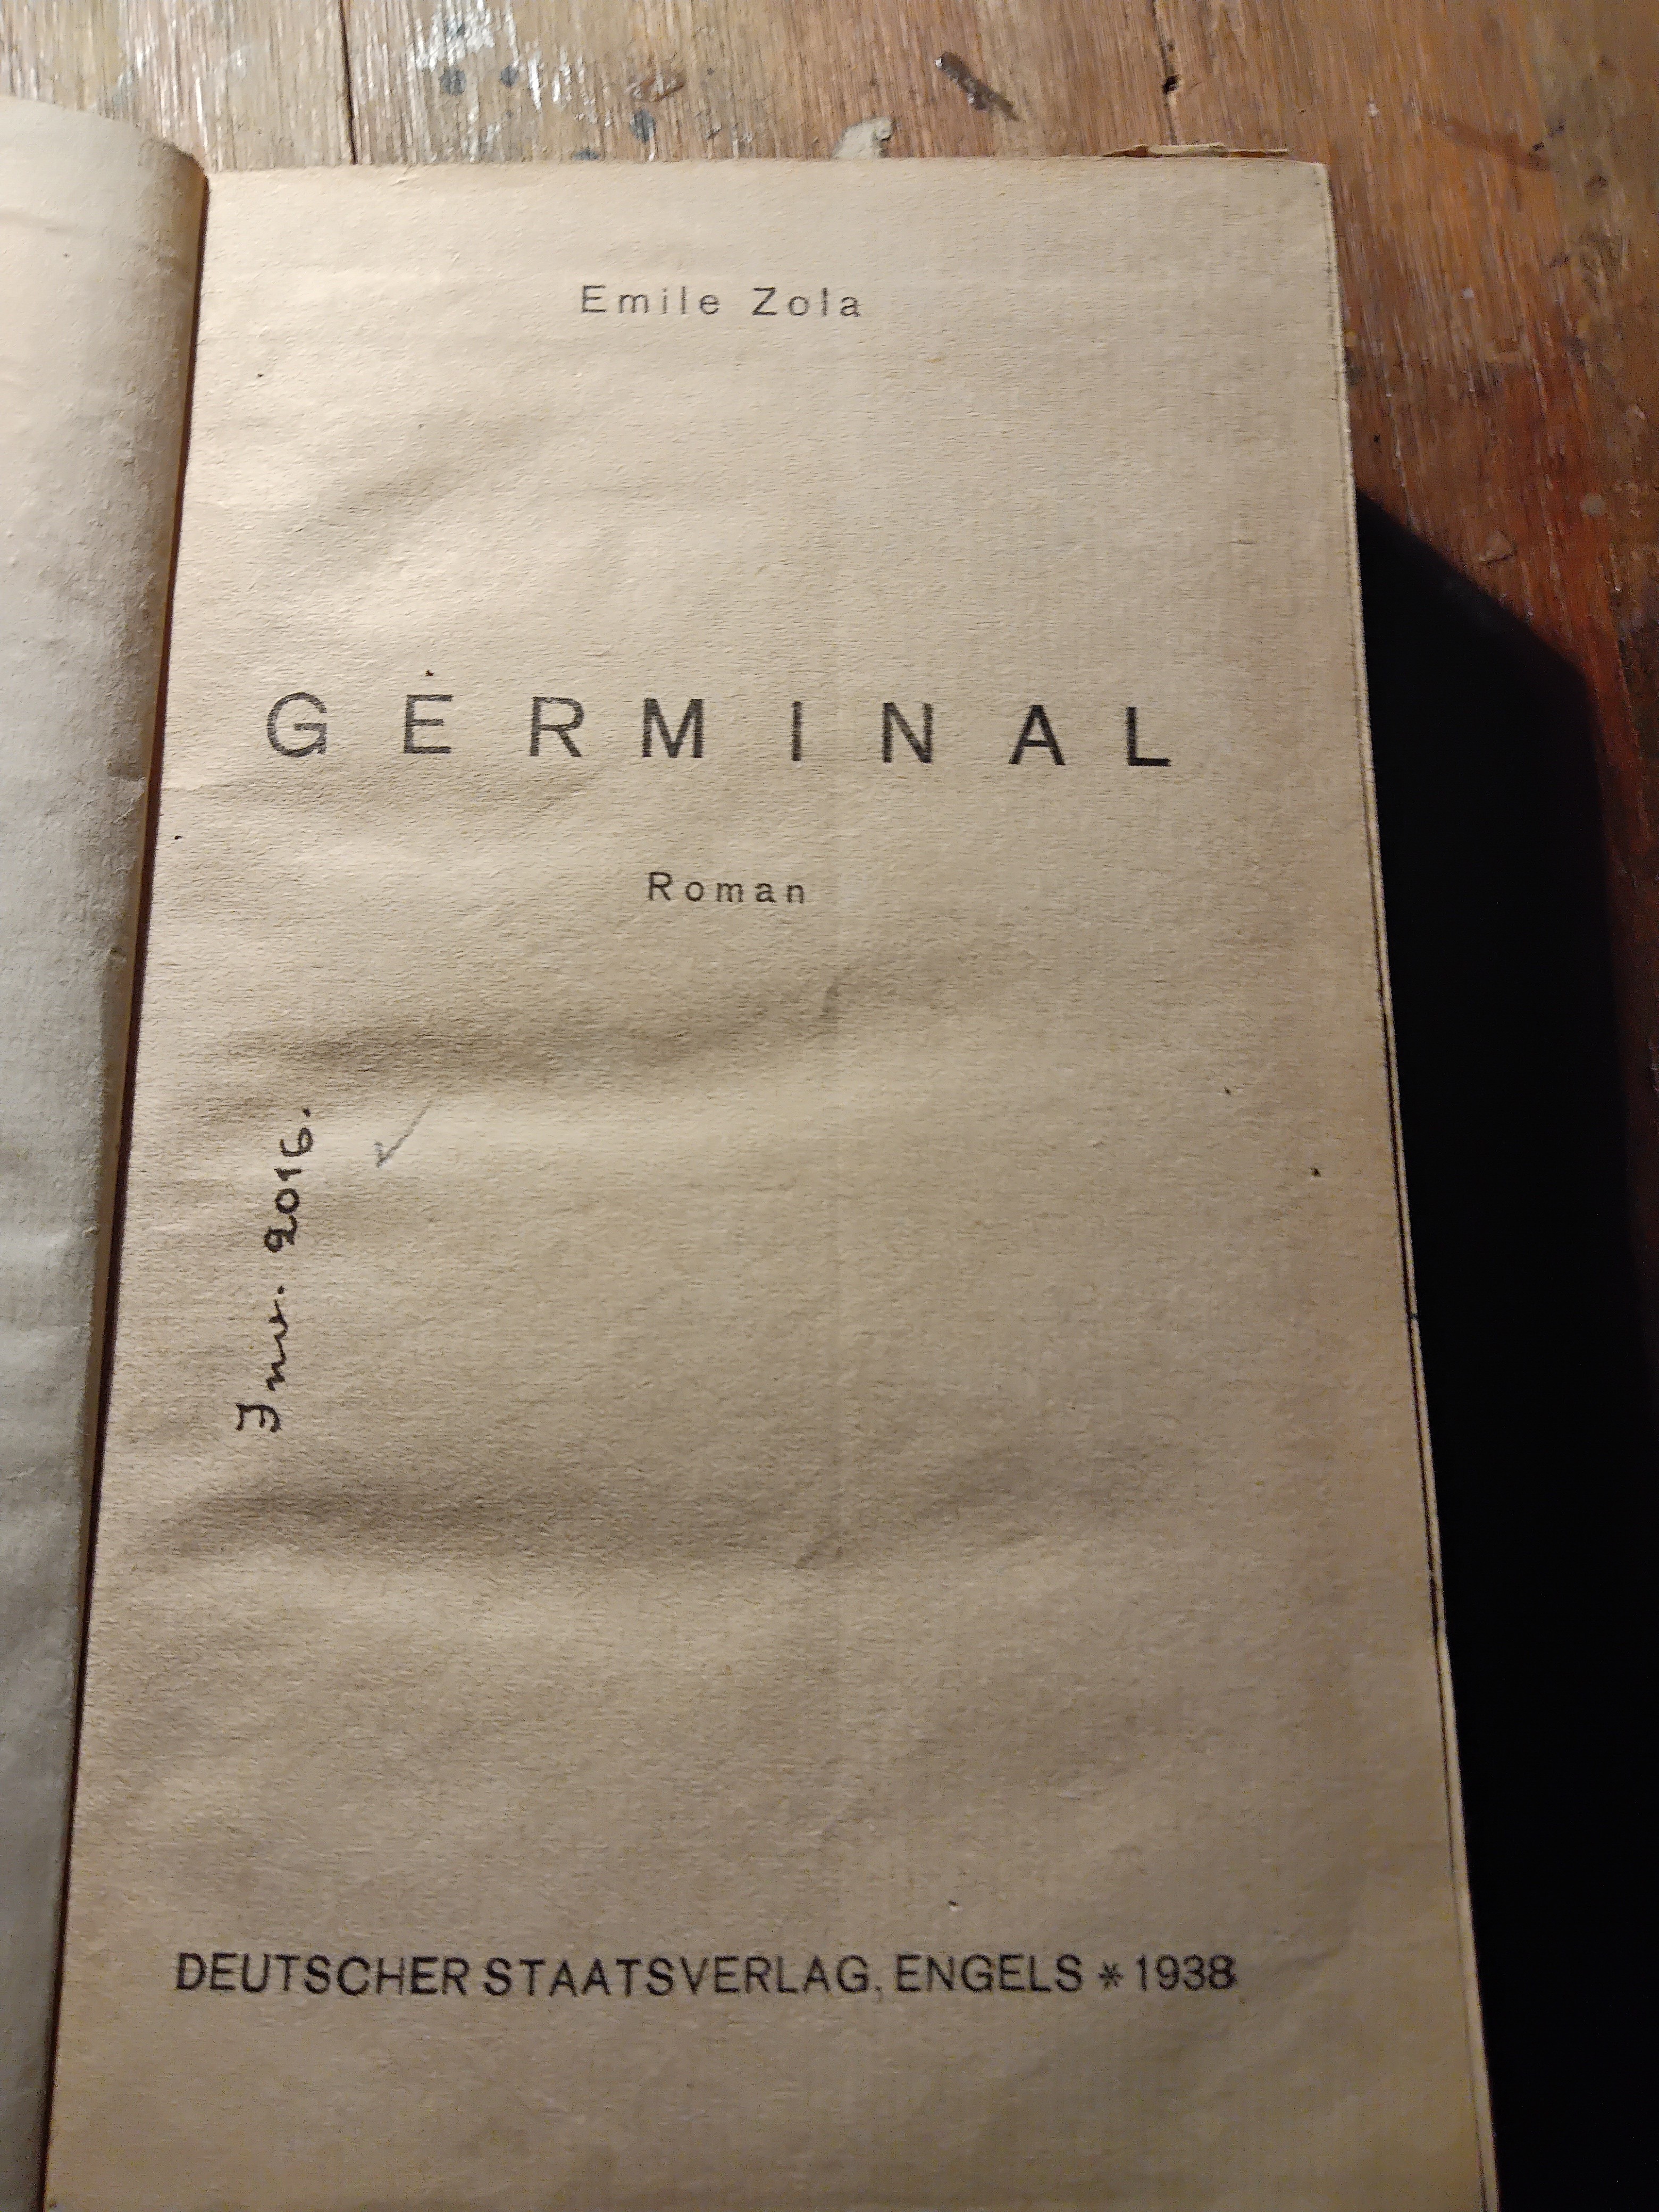 Emile Zola
GERMINAL
Roman
Inv. 2016.
DEUTSCHER STAATSVERLAG, ENGELS * 1938